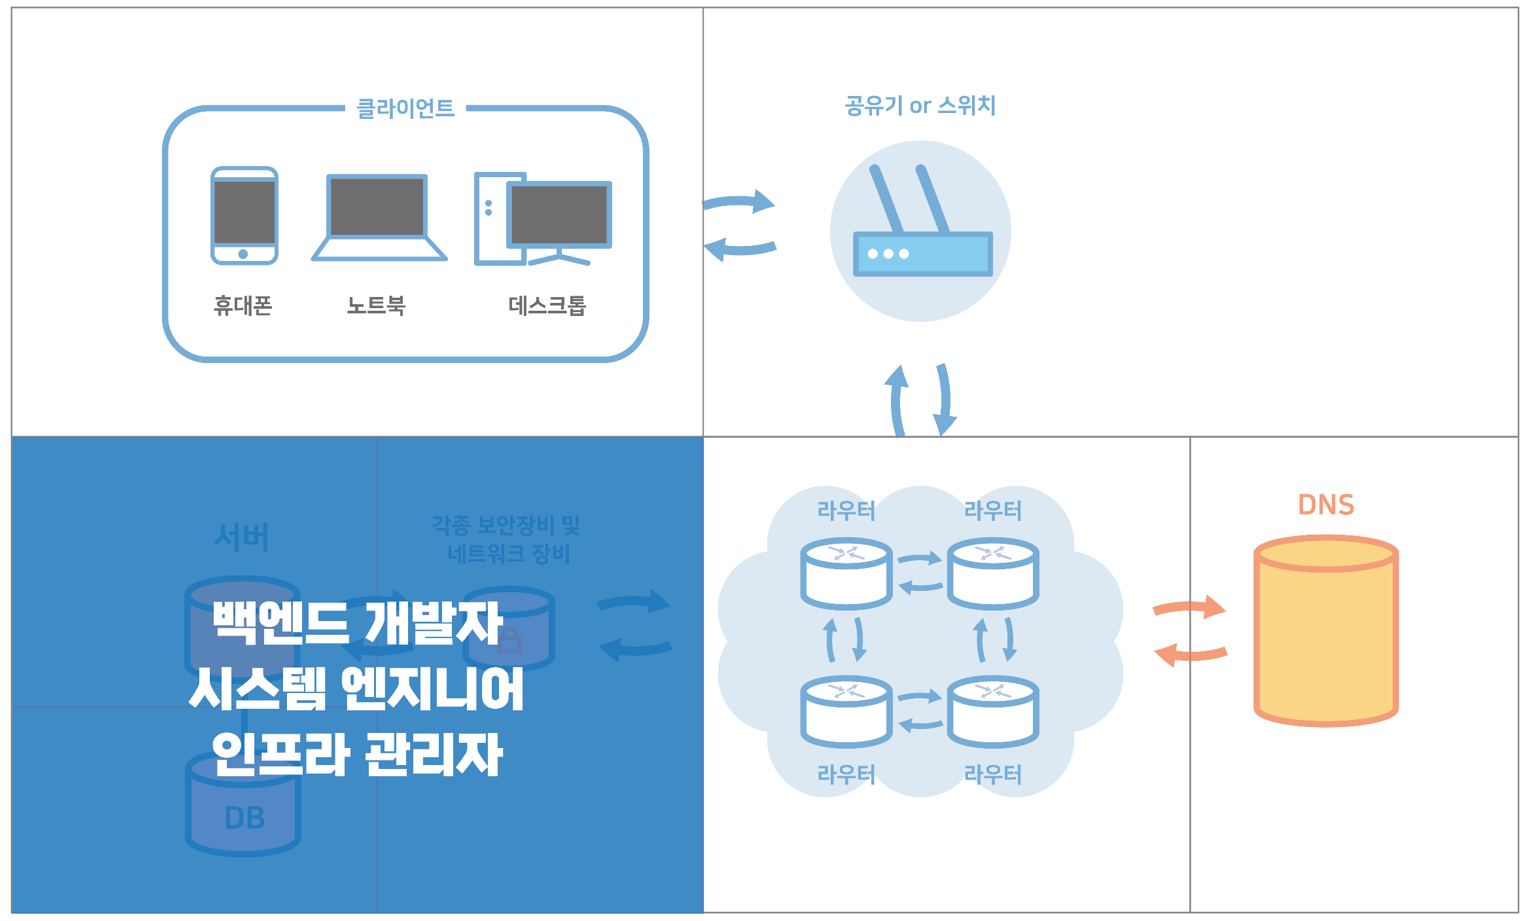 클라이언트
휴대폰
노트북
데스크톱
공유기 or 스위치
서버
각종 보안장비 및
네트워크 장비
백엔드 개발자
시스템 엔지니어
인프라 관리자
DB
라우터
라우터
라우터
라우터
DNS